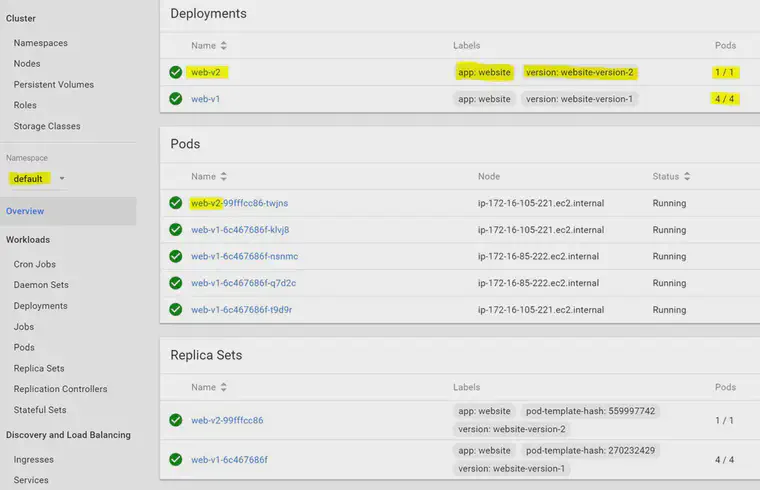 Cluster
Namespaces
Nodes
Persistent Volumes
Roles
Storage Classes
Namespace
default
Overview
Workloads
Cron Jobs
Daemon Sets
Deployments
Jobs
Pods
Replica Sets
Replication Controllers
Stateful Sets
Discovery and Load Balancing
Ingresses
Services
Deployments
Name Labels Pods
web-v2 app: website version: website-version-2 1 / 1
web-v1 app: website version: website-version-1 4 / 4
Pods
Name Node Status
web-v2-99fffcc86-twjns ip-172-16-105-221.ec2.internal Running
web-v1-6c467686f-klvj8 ip-172-16-105-221.ec2.internal Running
web-v1-6c467686f-nsnmc ip-172-16-85-222.ec2.internal Running
web-v1-6c467686f-q7d2c ip-172-16-85-222.ec2.internal Running
web-v1-6c467686f-t9d9r ip-172-16-105-221.ec2.internal Running
Replica Sets
Name Labels Pods
web-v2-99fffcc86 app: website pod-template-hash: 559997742 1 / 1
version: website-version-2
web-v1-6c467686f app: website pod-template-hash: 270232429 4 / 4
version: website-version-1